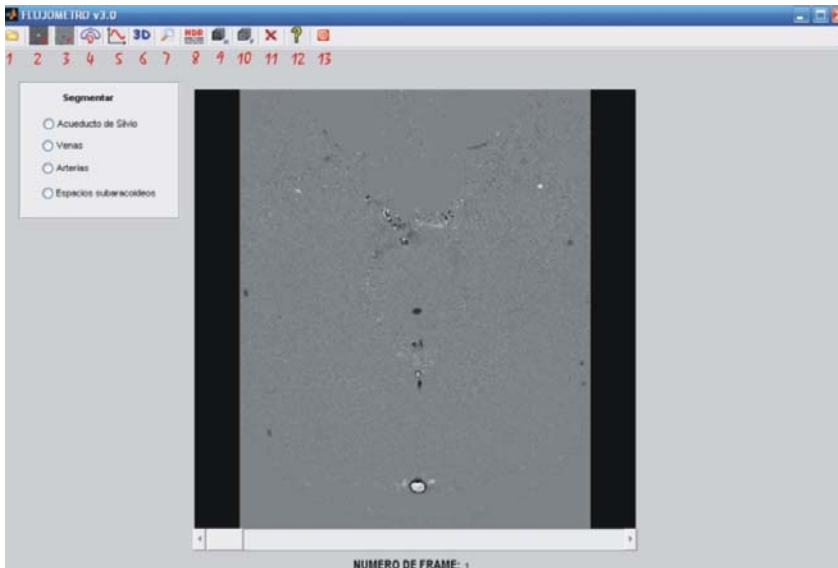 FLUJOMETRO v3.0
3D HDR
1 2 3 4 5 6 7 8 9 10 11 12 13
Segmentar
Acueducto de Silvio
Venas
Arterias
Espacios subaracoideos
NUMERO DE FRAME: 1